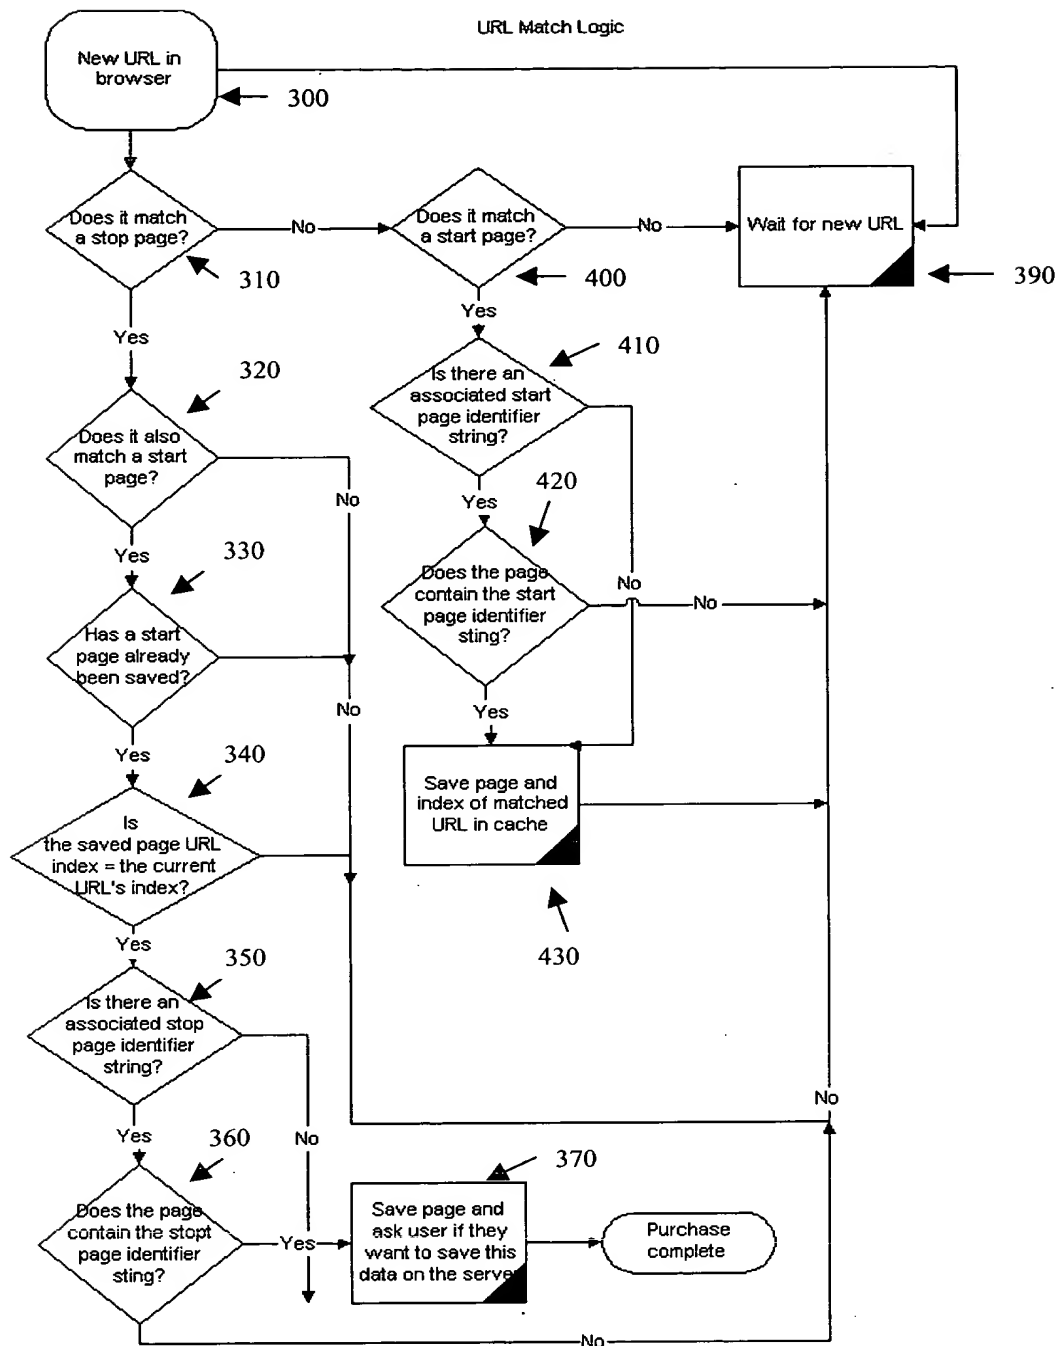 URL Match Logic
New URL in
browser
300
Does it match
a stop page?
310
No
Does it match
a start page?
400
No
Wait for new URL
390
Yes
Yes
320
Does it also
match a start
page?
No
410
Is there an
associated start
page identifier
string?
No
Yes
Yes
330
Has a start
page already
been saved?
No
420
Does the page
contain the start
page identifier
sting?
No
Yes
Yes
340
Is
the saved page URL
index = the current
URL's index?
Save page and
index of matched
URL in cache
430
Yes
350
Is there an
associated stop
page identifier
string?
No
No
Yes
360
Does the page
contain the stopt
page identifier
sting?
Yes
370
Save page and
ask user if they
want to save this
data on the server
Purchase
complete
No